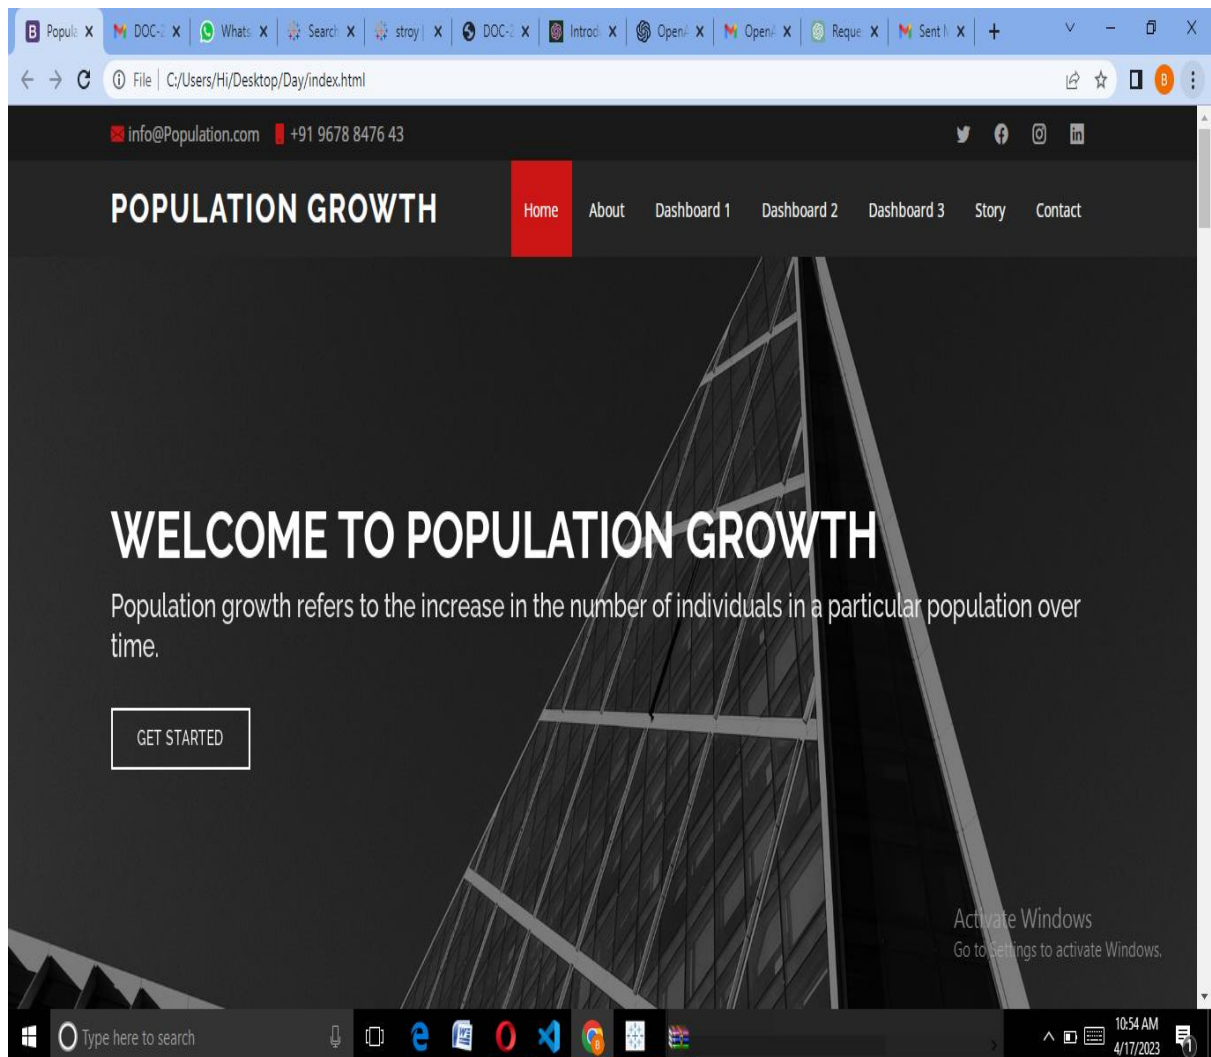 Popula
DOC-2
Whats
Search
stroy |
DOC-2
Introd
OpenA
OpenA
Reque
Sent M
File | C:/Users/Hi/Desktop/Day/index.html
info@Population.com +91 9678 8476 43
POPULATION GROWTH
Home About Dashboard 1 Dashboard 2 Dashboard 3 Story Contact
WELCOME TO POPULATION GROWTH
Population growth refers to the increase in the number of individuals in a particular population over
time.
GET STARTED
Activate Windows
Go to Settings to activate Windows.
Type here to search
10:54 AM
4/17/2023